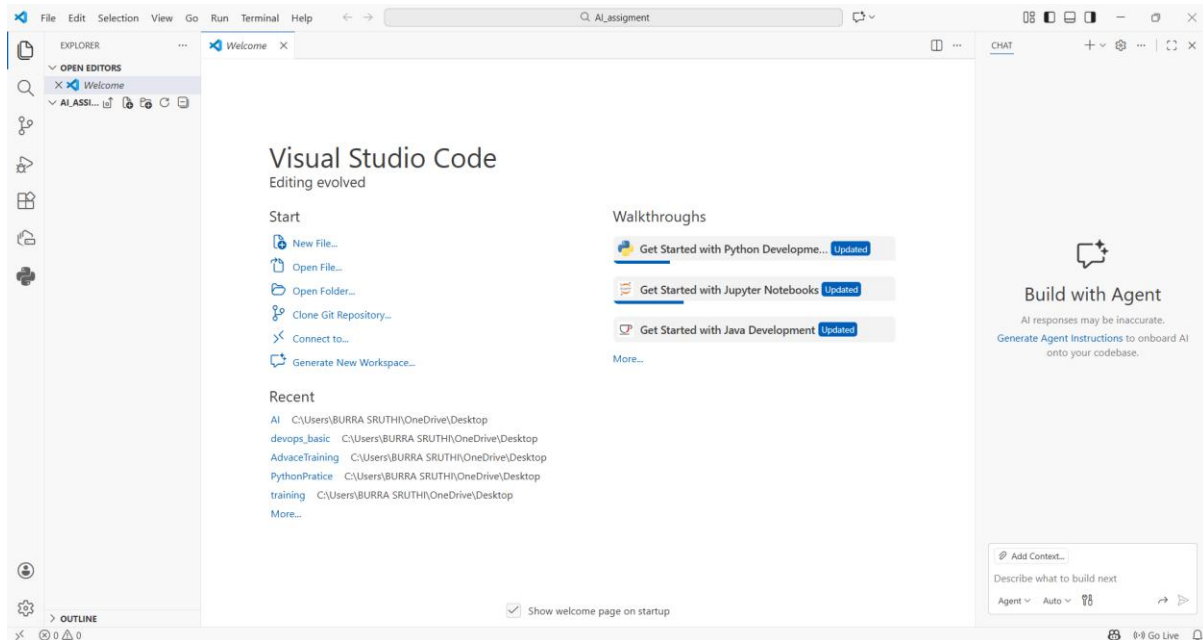 File Edit Selection View Go Run Terminal Help
AI_assigment
EXPLORER
OPEN EDITORS
Welcome
AI_ASSI...
OUTLINE
Welcome
Visual Studio Code
Editing evolved
Start
New File...
Open File...
Open Folder...
Clone Git Repository...
Connect to...
Generate New Workspace...
Recent
AI C:\Users\BURRA SRUTHI\OneDrive\Desktop
devops_basic C:\Users\BURRA SRUTHI\OneDrive\Desktop
AdvaceTraining C:\Users\BURRA SRUTHI\OneDrive\Desktop
PythonPratice C:\Users\BURRA SRUTHI\OneDrive\Desktop
training C:\Users\BURRA SRUTHI\OneDrive\Desktop
More...
Walkthroughs
Get Started with Python Developme... Updated
Get Started with Jupyter Notebooks Updated
Get Started with Java Development Updated
More...
Show welcome page on startup
CHAT
Build with Agent
AI responses may be inaccurate.
Generate Agent Instructions to onboard AI
onto your codebase.
Add Context...
Describe what to build next
Agent Auto
0 0
Go Live